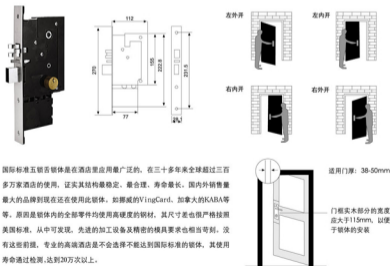 112
270
155
222.5
231.5
77
左外开
左内开
右内开
右外开
国际标准五锁舌锁体是在酒店里应用最广泛的，在三十多年来全球超过三百
多万家酒店的使用，证实其结构最稳定、最合理、寿命最长。国内外销售量
最大的品牌到现在还在使用此锁体，如挪威的VingCard、加拿大的KABA等
等，原因是锁体内的全部零件均使用高硬度的钢材，其尺寸也很严格按照
美国标准，从中可发现，先进的加工设备及精密的模具要求也相当苛刻，没
有这些前提，专业的高端酒店是不会选择不能达到国际标准的锁体，其使用
寿命通过检测,达到20万次以上。
适用门厚：38-50mm
门框实木部分的宽度
应大于115mm，以便
于锁体的安装